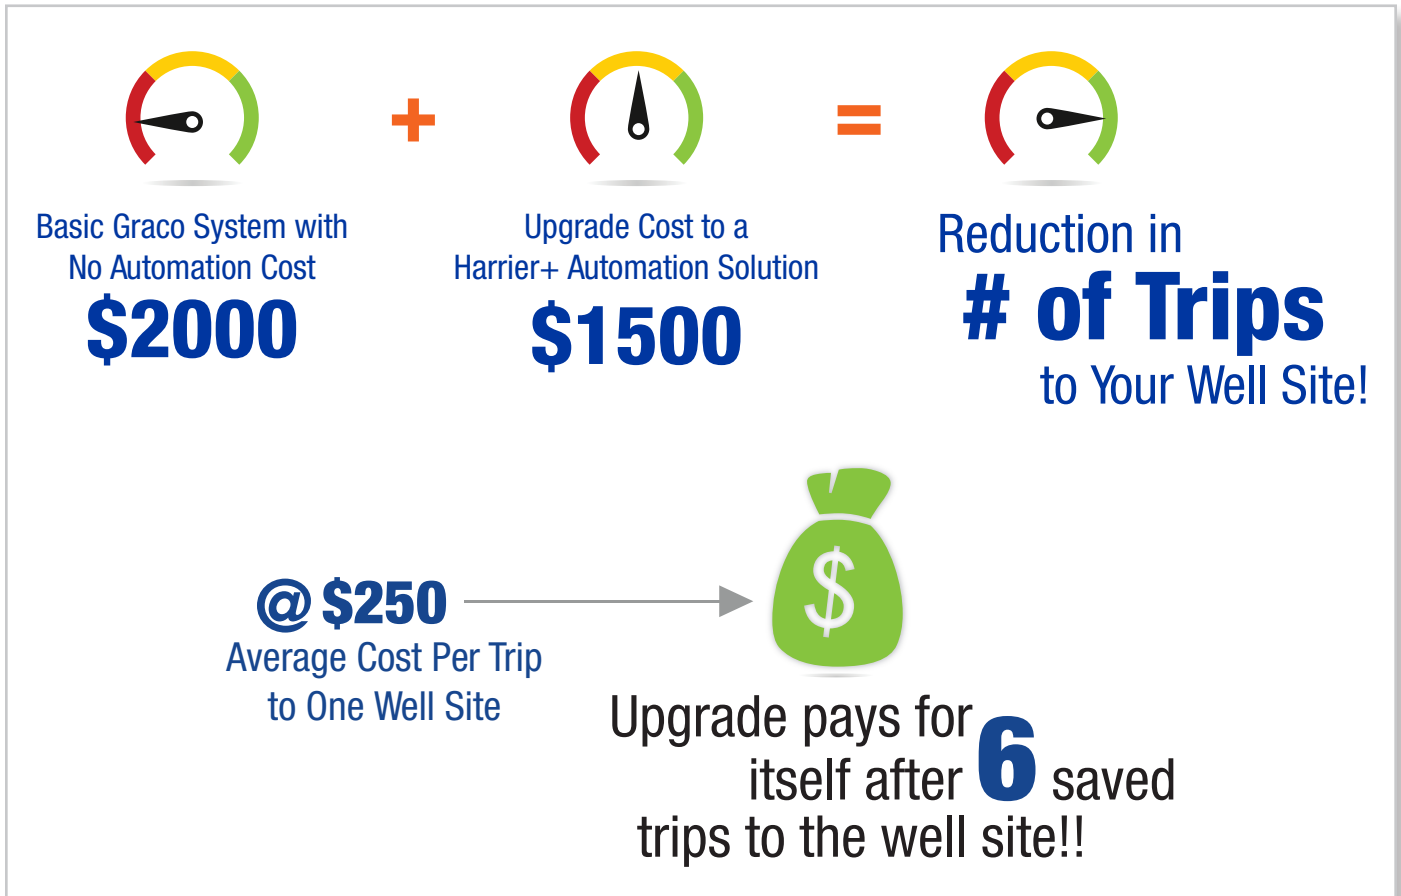 +
=
Basic Graco System with
No Automation Cost
$2000
Upgrade Cost to a
Harrier+ Automation Solution
$1500
Reduction in
# of Trips
to Your Well Site!
@ $250
Average Cost Per Trip
to One Well Site
$
Upgrade pays for
itself after 6 saved
trips to the well site!!